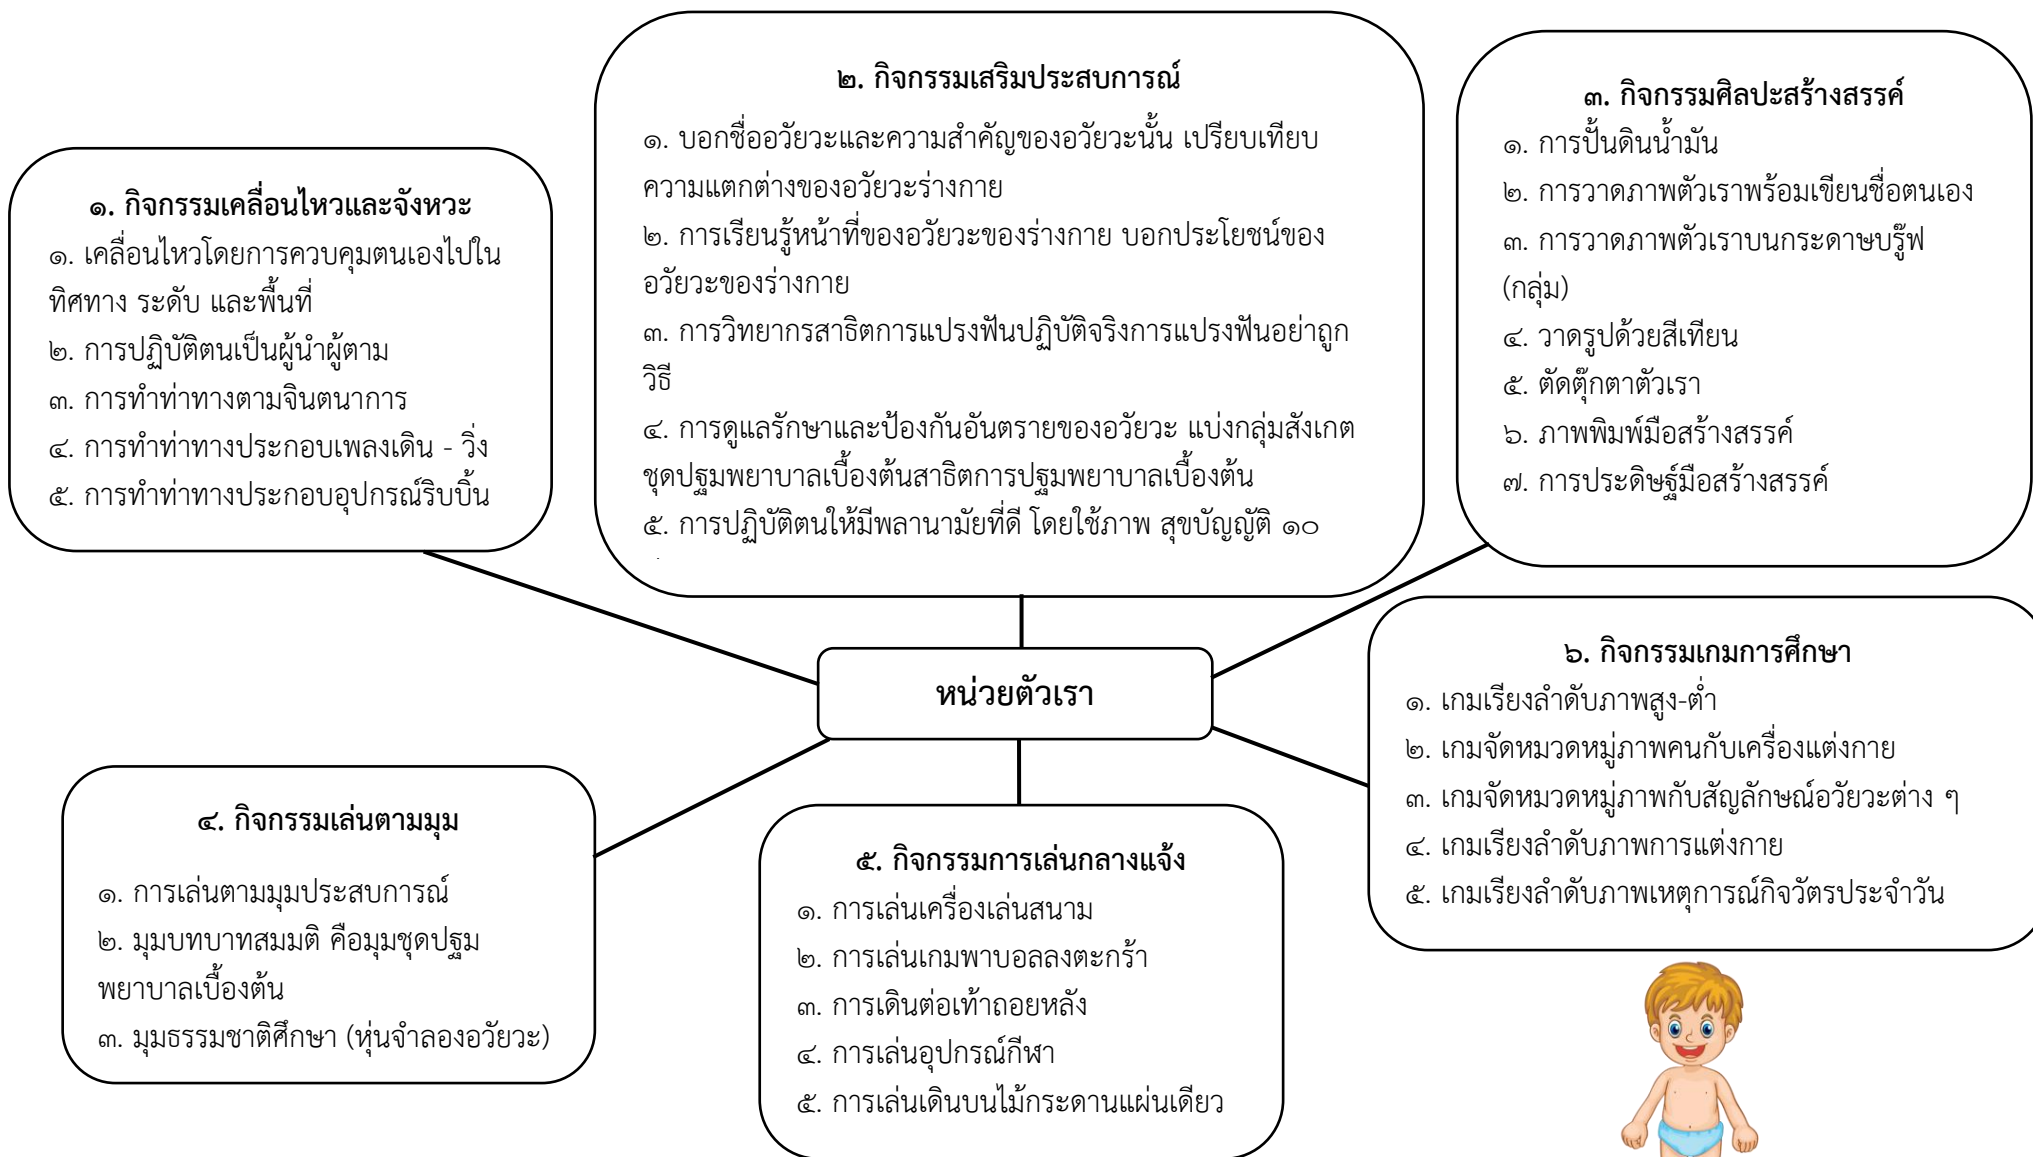 ๑. กิจกรรมเคลื่อนไหวและจังหวะ
๑. เคลื่อนไหวโดยการควบคุมตนเองไปใน
ทิศทาง ระดับ และพื้นที่
๒. การปฏิบัติตนเป็นผู้นำผู้ตาม
๓. การทำท่าทางตามจินตนาการ
๔. การทำท่าทางประกอบเพลงเดิน - วิ่ง
๕. การทำท่าทางประกอบอุปกรณ์ริบบิ้น
๒. กิจกรรมเสริมประสบการณ์
๑. บอกชื่ออวัยวะและความสำคัญของอวัยวะนั้น เปรียบเทียบ
ความแตกต่างของอวัยวะร่างกาย
๒. การเรียนรู้หน้าที่ของอวัยวะของร่างกาย บอกประโยชน์ของ
อวัยวะของร่างกาย
๓. การวิทยากรสาธิตการแปรงฟันปฏิบัติจริงการแปรงฟันอย่าถูก
วิธี
๔. การดูแลรักษาและป้องกันอันตรายของอวัยวะ แบ่งกลุ่มสังเกต
ชุดปฐมพยาบาลเบื้องต้นสาธิตการปฐมพยาบาลเบื้องต้น
๕. การปฏิบัติตนให้มีพลานามัยที่ดี โดยใช้ภาพ สุขบัญญัติ ๑๐
๓. กิจกรรมศิลปะสร้างสรรค์
๑. การปั้นดินน้ำมัน
๒. การวาดภาพตัวเราพร้อมเขียนชื่อตนเอง
๓. การวาดภาพตัวเราบนกระดาษบรู๊ฟ
(กลุ่ม)
๔. วาดรูปด้วยสีเทียน
๕. ตัดตุ๊กตาตัวเรา
๖. ภาพพิมพ์มือสร้างสรรค์
๗. การประดิษฐ์มือสร้างสรรค์
หน่วยตัวเรา
๔. กิจกรรมเล่นตามมุม
๑. การเล่นตามมุมประสบการณ์
๒. มุมบทบาทสมมติ คือมุมชุดปฐม
พยาบาลเบื้องต้น
๓. มุมธรรมชาติศึกษา (หุ่นจำลองอวัยวะ)
๕. กิจกรรมการเล่นกลางแจ้ง
๑. การเล่นเครื่องเล่นสนาม
๒. การเล่นเกมพาบอลลงตะกร้า
๓. การเดินต่อเท้าถอยหลัง
๔. การเล่นอุปกรณ์กีฬา
๕. การเล่นเดินบนไม้กระดานแผ่นเดียว
๖. กิจกรรมเกมการศึกษา
๑. เกมเรียงลำดับภาพสูง-ต่ำ
๒. เกมจัดหมวดหมู่ภาพคนกับเครื่องแต่งกาย
๓. เกมจัดหมวดหมู่ภาพกับสัญลักษณ์อวัยวะต่าง ๆ
๔. เกมเรียงลำดับภาพการแต่งกาย
๕. เกมเรียงลำดับภาพเหตุการณ์กิจวัตรประจำวัน